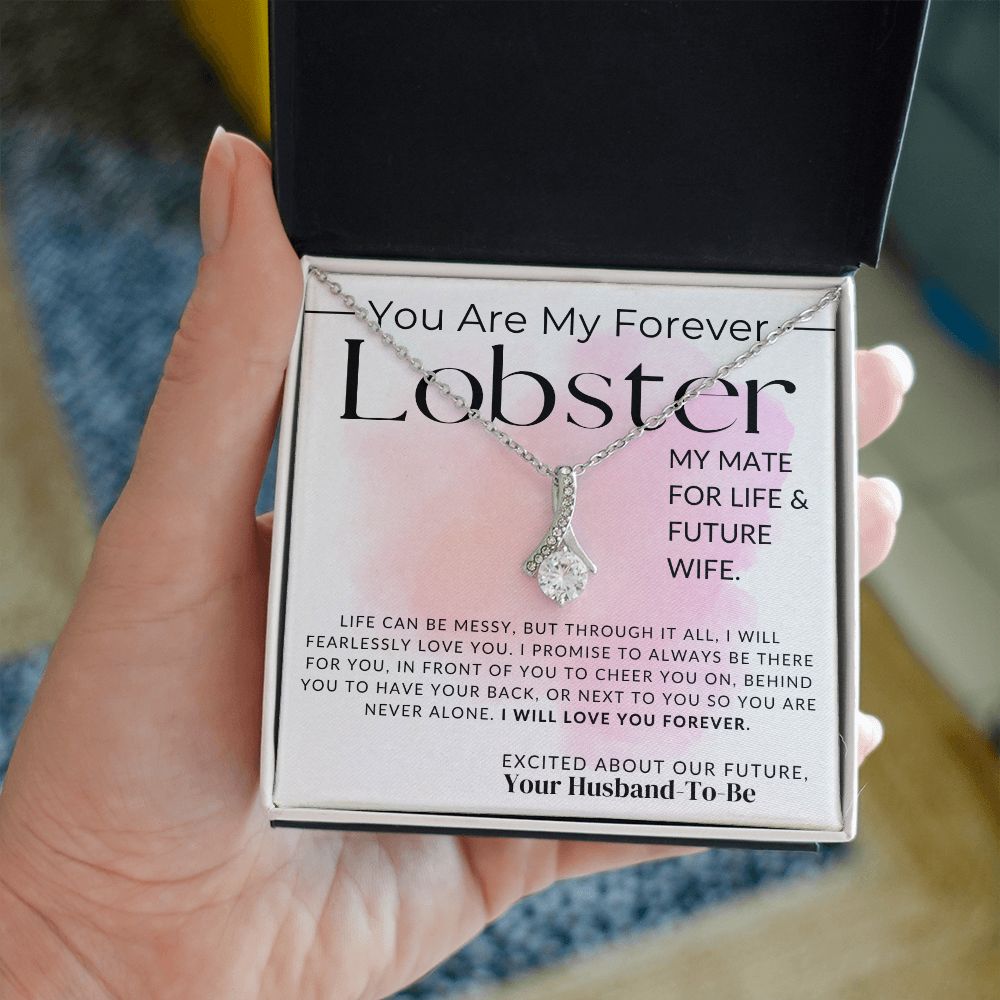 You Are My Forever
Lobster
MY MATE
FOR LIFE &
FUTURE
WIFE.
LIFE CAN BE MESSY, BUT THROUGH IT ALL, I WILL
FEARLESSLY LOVE YOU. I PROMISE TO ALWAYS BE THERE
FOR YOU, IN FRONT OF YOU TO CHEER YOU ON, BEHIND
YOU TO HAVE YOUR BACK, OR NEXT TO YOU SO YOU ARE
NEVER ALONE. I WILL LOVE YOU FOREVER.
EXCITED ABOUT OUR FUTURE,
Your Husband-To-Be